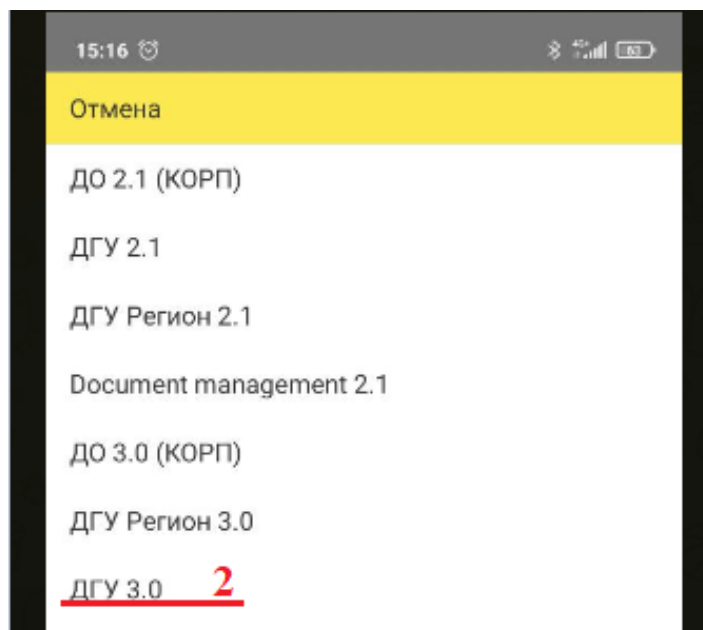 15:16
Отмена
ДО 2.1 (КОРП)
ДГУ 2.1
ДГУ Регион 2.1
Document management 2.1
ДО 3.0 (КОРП)
ДГУ Регион 3.0
ДГУ 3.0 2